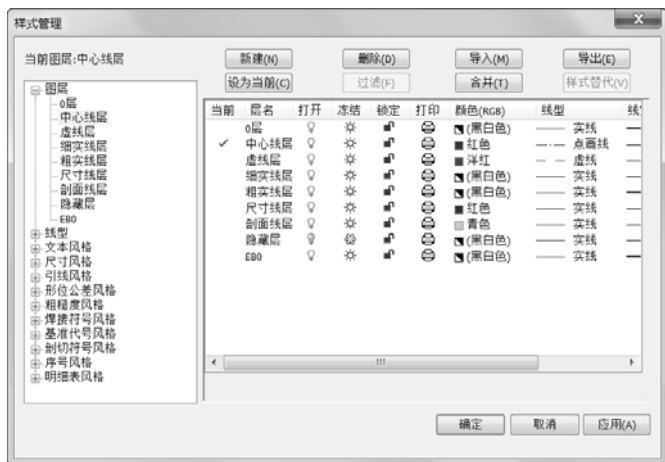 样式管理
当前图层:中心线层
新建(N) 删除(D) 导入(M) 导出(E)
设为当前(C) 过滤(F) 合并(T) 样式替代(V)
图层
0层
中心线层
虚线层
细实线层
粗实线层
尺寸线层
剖面线层
隐藏层
EB0
线型
文本风格
尺寸风格
引线风格
形位公差风格
粗糙度风格
焊接符号风格
基准代号风格
剖切符号风格
序号风格
明细表风格
当前 层名 打开 冻结 锁定 打印 颜色(RGB) 线型 线
0层 (黑白色) 实线
中心线层 红色 点画线
虚线层 洋红 虚线
细实线层 (黑白色) 实线
粗实线层 (黑白色) 实线
尺寸线层 红色 实线
剖面线层 青色 实线
隐藏层 (黑白色) 实线
EB0 (黑白色) 实线
确定 取消 应用(A)